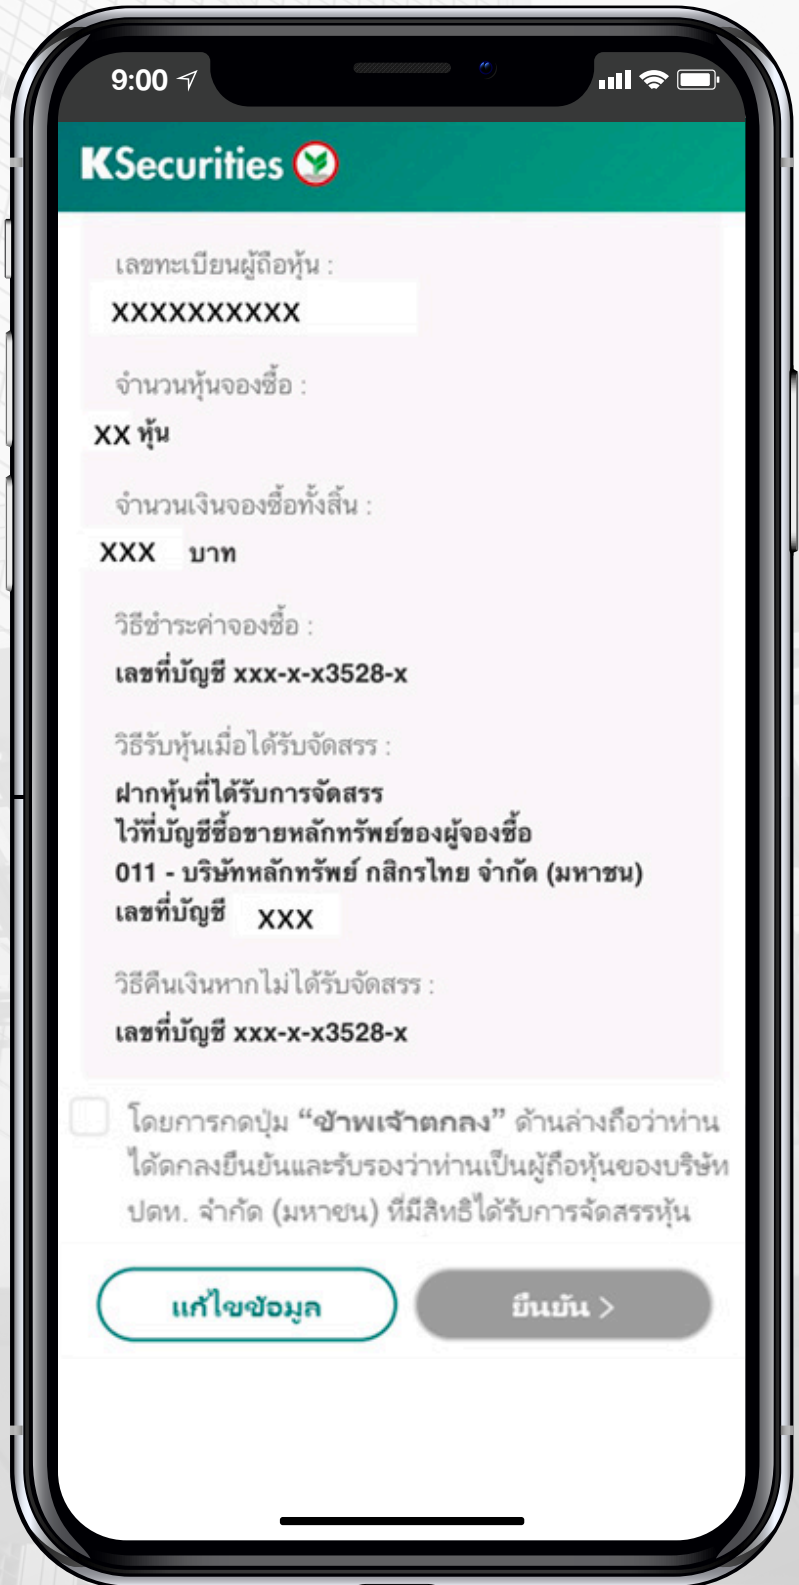 9:00
KSecurities
เลขทะเบียนผู้ถือหุ้น :
XXXXXXXXXX
จำนวนหุ้นจองซื้อ :
XX หุ้น
จำนวนเงินจองซื้อทั้งสิ้น :
XXX บาท
วิธีชำระค่าจองซื้อ :
เลขที่บัญชี xxx-x-x3528-x
วิธีรับหุ้นเมื่อได้รับจัดสรร :
ฝากหุ้นที่ได้รับการจัดสรร
ไว้ที่บัญชีซื้อขายหลักทรัพย์ของผู้จองซื้อ
011 - บริษัทหลักทรัพย์ กสิกรไทย จำกัด (มหาชน)
เลขที่บัญชี XXX
วิธีคืนเงินหากไม่ได้รับจัดสรร :
เลขที่บัญชี xxx-x-x3528-x
โดยการกดปุ่ม “ข้าพเจ้าตกลง” ด้านล่างถือว่าท่าน
ได้ตกลงยืนยันและรับรองว่าท่านเป็นผู้ถือหุ้นของบริษัท
ปตท. จำกัด (มหาชน) ที่มีสิทธิได้รับการจัดสรรหุ้น
แก้ไขข้อมูล
ยืนยัน >